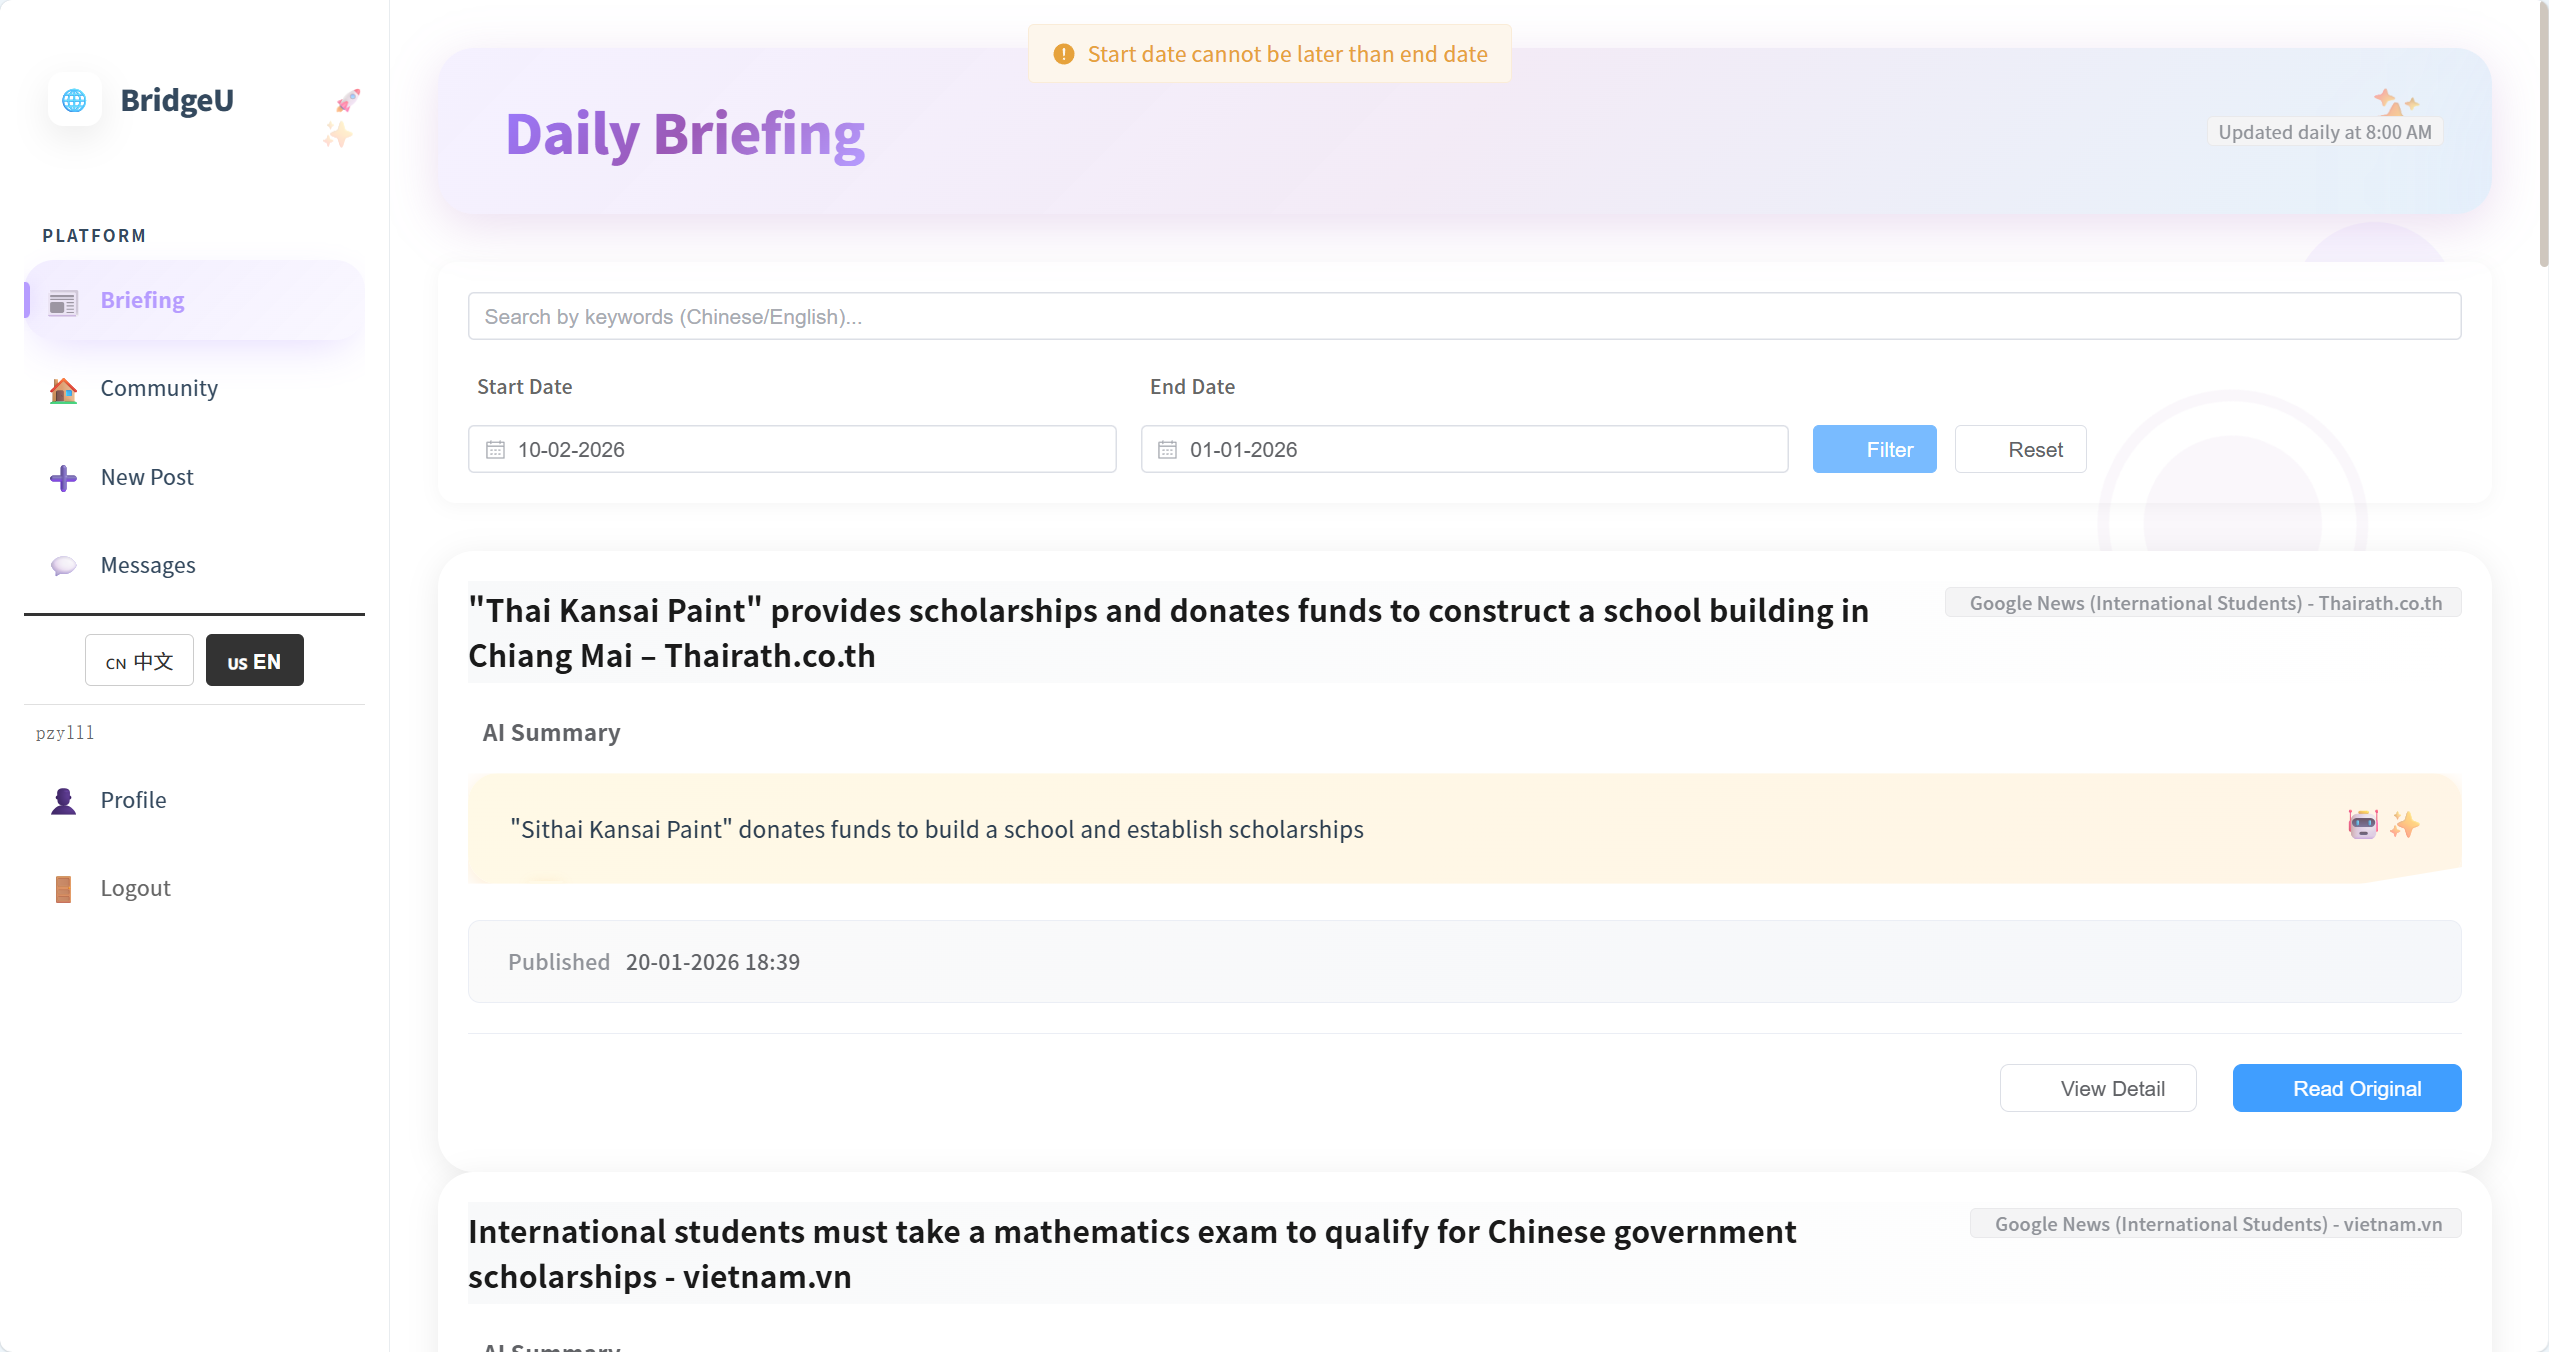 BridgeU
PLATFORM
Briefing
Community
New Post
Messages
CN 中文
US EN
pzylll
Profile
Logout
Start date cannot be later than end date
Daily Briefing
Updated daily at 8:00 AM
Search by keywords (Chinese/English)...
Start Date
End Date
10-02-2026
01-01-2026
Filter
Reset
"Thai Kansai Paint" provides scholarships and donates funds to construct a school building in
Chiang Mai – Thairath.co.th
Google News (International Students) - Thairath.co.th
AI Summary
"Sithai Kansai Paint" donates funds to build a school and establish scholarships
Published 20-01-2026 18:39
View Detail
Read Original
International students must take a mathematics exam to qualify for Chinese government
scholarships - vietnam.vn
Google News (International Students) - vietnam.vn
AI Summary